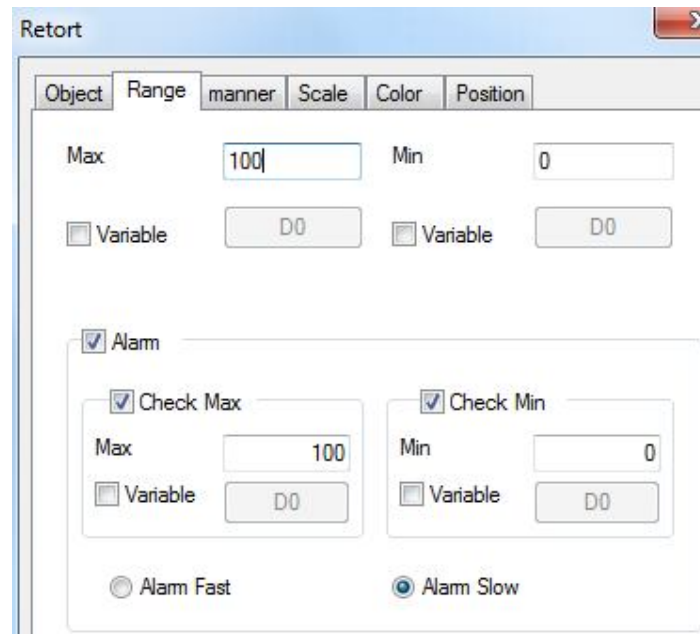 Retort
Object Range manner Scale Color Position
Max 100 Min 0
Variable D0 Variable D0
Alarm
Check Max Check Min
Max 100 Min 0
Variable D0 Variable D0
Alarm Fast Alarm Slow